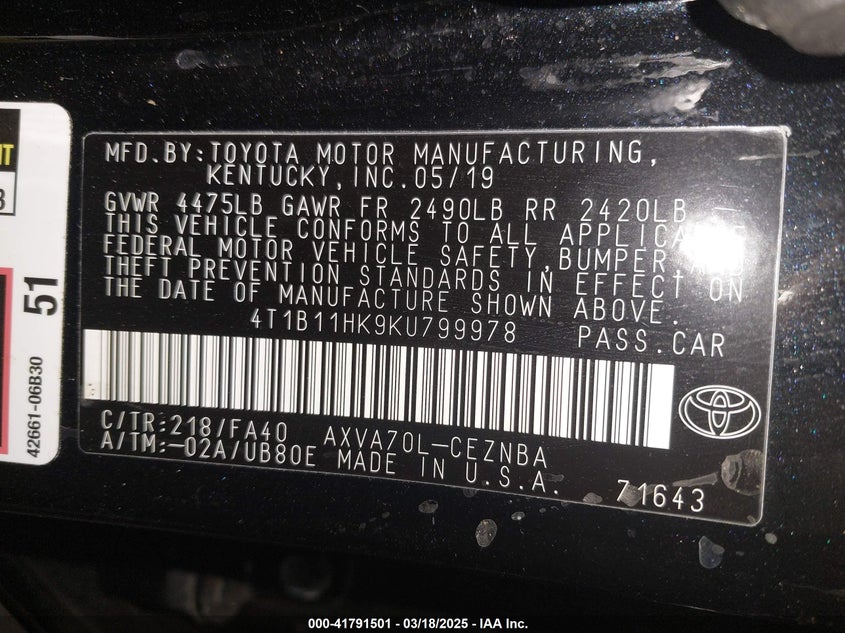 MFD.BY:TOYOTA MOTOR MANUFACTURING,
KENTUCKY,INC.05/19
GVWR 4475LB GAWR FR 2490LB RR 2420LB
THIS VEHICLE CONFORMS TO ALL
FEDERAL MOTOR VEHICLE SAFETY,BUMPER
THEFT PREVENTION STANDARDS IN EFFECT ON
THE DATE OF MANUFACTURE SHOWN ABOVE.
4T1B11HK9KU799978 PASS.CAR
C/TR:218/FA40 AXVA70L-CEZNBA
A/TM:-02A/UB80E MADE IN U.S.A. 71643
51
42661-06B30
000-41791501 - 03/18/2025 - IAA Inc.